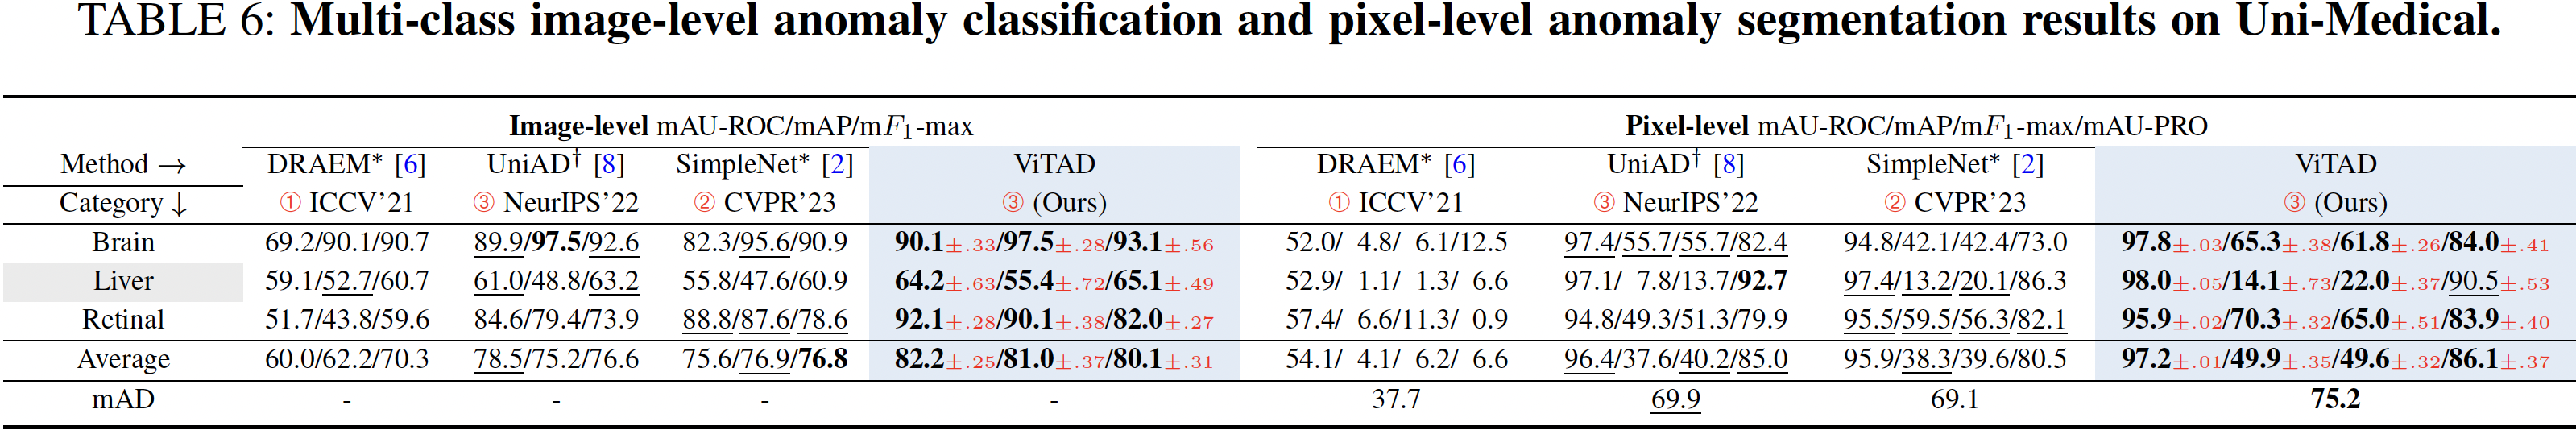 TABLE 6: Multi-class image-level anomaly classification and pixel-level anomaly segmentation results on Uni-Medical.
Image-level mAU-ROC/mAP/mF1-max Pixel-level mAU-ROC/mAP/mF1-max/mAU-PRO
Method → DRAEM* [6] UniAD† [8] SimpleNet* [2] ViTAD DRAEM* [6] UniAD† [8] SimpleNet* [2] ViTAD
Category ↓ ① ICCV'21 ③ NeurIPS'22 ② CVPR'23 ③ (Ours) ① ICCV'21 ③ NeurIPS'22 ② CVPR'23 ③ (Ours)
Brain 69.2/90.1/90.7 89.9/97.5/92.6 82.3/95.6/90.9 90.1±.33/97.5±.28/93.1±.56 52.0/ 4.8/ 6.1/12.5 97.4/55.7/55.7/82.4 94.8/42.1/42.4/73.0 97.8±.03/65.3±.38/61.8±.26/84.0±.41
Liver 59.1/52.7/60.7 61.0/48.8/63.2 55.8/47.6/60.9 64.2±.63/55.4±.72/65.1±.49 52.9/ 1.1/ 1.3/ 6.6 97.1/ 7.8/13.7/92.7 97.4/13.2/20.1/86.3 98.0±.05/14.1±.73/22.0±.37/90.5±.53
Retinal 51.7/43.8/59.6 84.6/79.4/73.9 88.8/87.6/78.6 92.1±.28/90.1±.38/82.0±.27 57.4/ 6.6/11.3/ 0.9 94.8/49.3/51.3/79.9 95.5/59.5/56.3/82.1 95.9±.02/70.3±.32/65.0±.51/83.9±.40
Average 60.0/62.2/70.3 78.5/75.2/76.6 75.6/76.9/76.8 82.2±.25/81.0±.37/80.1±.31 54.1/ 4.1/ 6.2/ 6.6 96.4/37.6/40.2/85.0 95.9/38.3/39.6/80.5 97.2±.01/49.9±.35/49.6±.32/86.1±.37
mAD - - - - 37.7 69.9 69.1 75.2